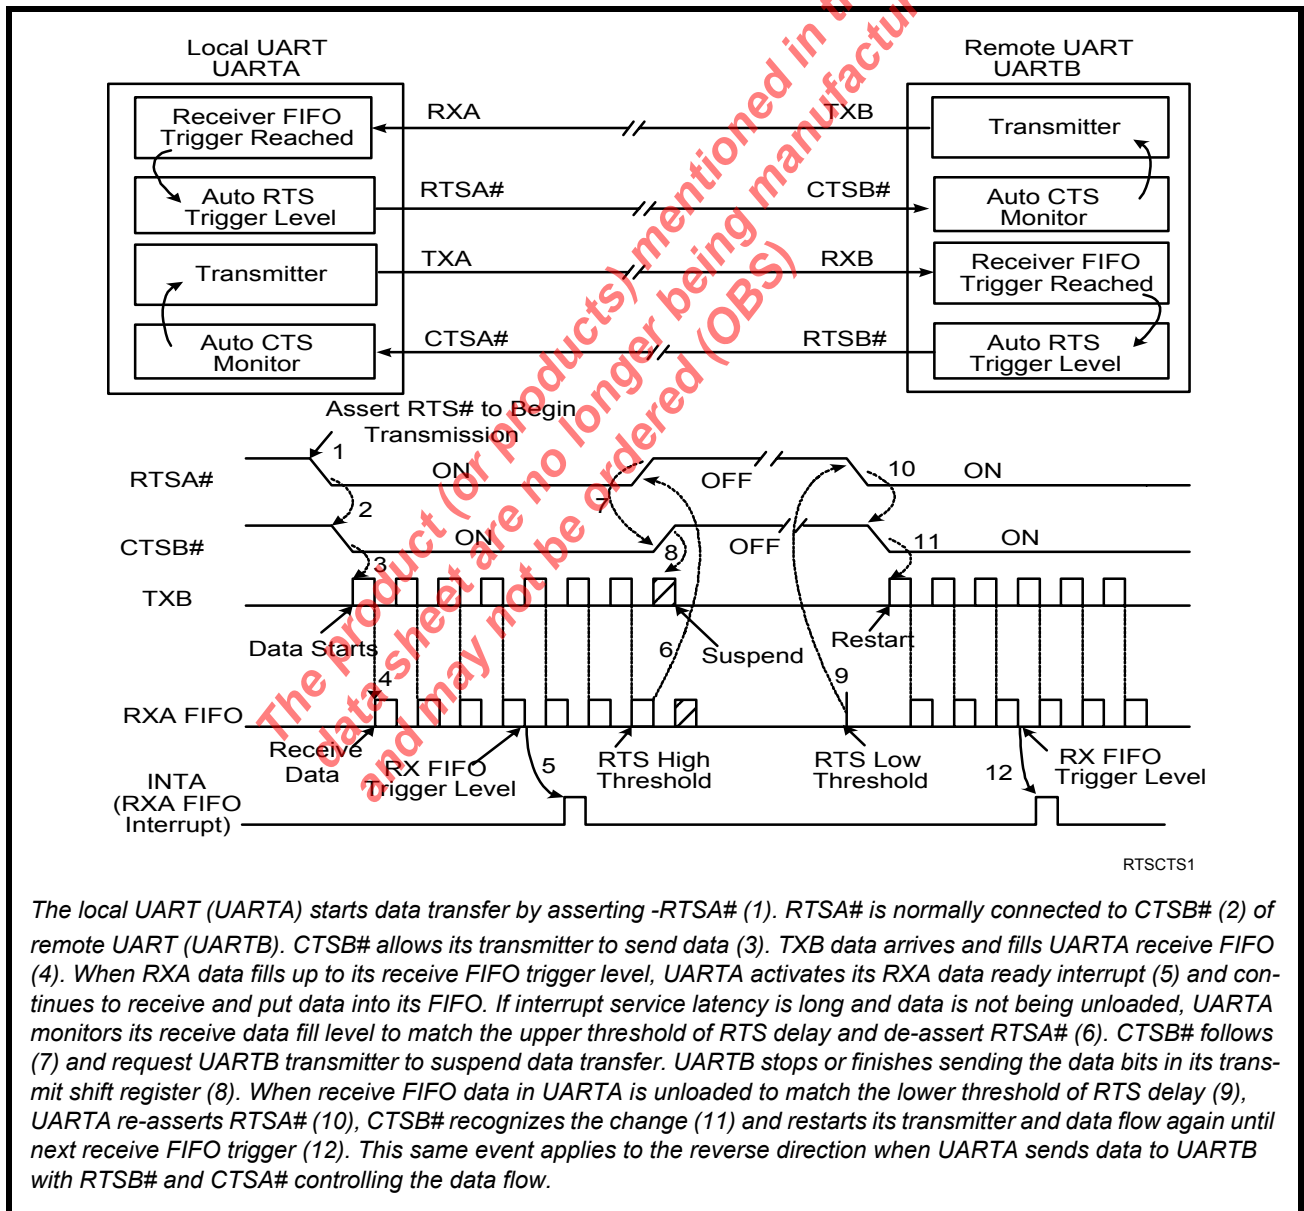 Local UART
UARTA
Remote UART
UARTB
Receiver FIFO
Trigger Reached
RXA
TXB
Transmitter
Auto RTS
Trigger Level
RTSA#
CTSB#
Auto CTS
Monitor
Transmitter
TXA
RXB
Receiver FIFO
Trigger Reached
Auto CTS
Monitor
CTSA#
RTSB#
Auto RTS
Trigger Level
Assert RTS# to Begin
Transmission
RTSA#
1
ON
OFF
10
ON
2
7
CTSB#
ON
OFF
11
ON
3
8
TXB
Data Starts
6
Suspend
Restart
4
9
RXA FIFO
Receive
Data
RX FIFO
Trigger Level
5
RTS High
Threshold
RTS Low
Threshold
12
RX FIFO
Trigger Level
INTA
(RXA FIFO
Interrupt)
RTSCTS1
The product (or products) mentioned in
data sheet are no longer being manufactur
and may not be ordered (OBS)
The local UART (UARTA) starts data transfer by asserting -RTSA# (1). RTSA# is normally connected to CTSB# (2) of
remote UART (UARTB). CTSB# allows its transmitter to send data (3). TXB data arrives and fills UARTA receive FIFO
(4). When RXA data fills up to its receive FIFO trigger level, UARTA activates its RXA data ready interrupt (5) and con-
tinues to receive and put data into its FIFO. If interrupt service latency is long and data is not being unloaded, UARTA
monitors its receive data fill level to match the upper threshold of RTS delay and de-assert RTSA# (6). CTSB# follows
(7) and request UARTB transmitter to suspend data transfer. UARTB stops or finishes sending the data bits in its trans-
mit shift register (8). When receive FIFO data in UARTA is unloaded to match the lower threshold of RTS delay (9),
UARTA re-asserts RTSA# (10), CTSB# recognizes the change (11) and restarts its transmitter and data flow again until
next receive FIFO trigger (12). This same event applies to the reverse direction when UARTA sends data to UARTB
with RTSB# and CTSA# controlling the data flow.